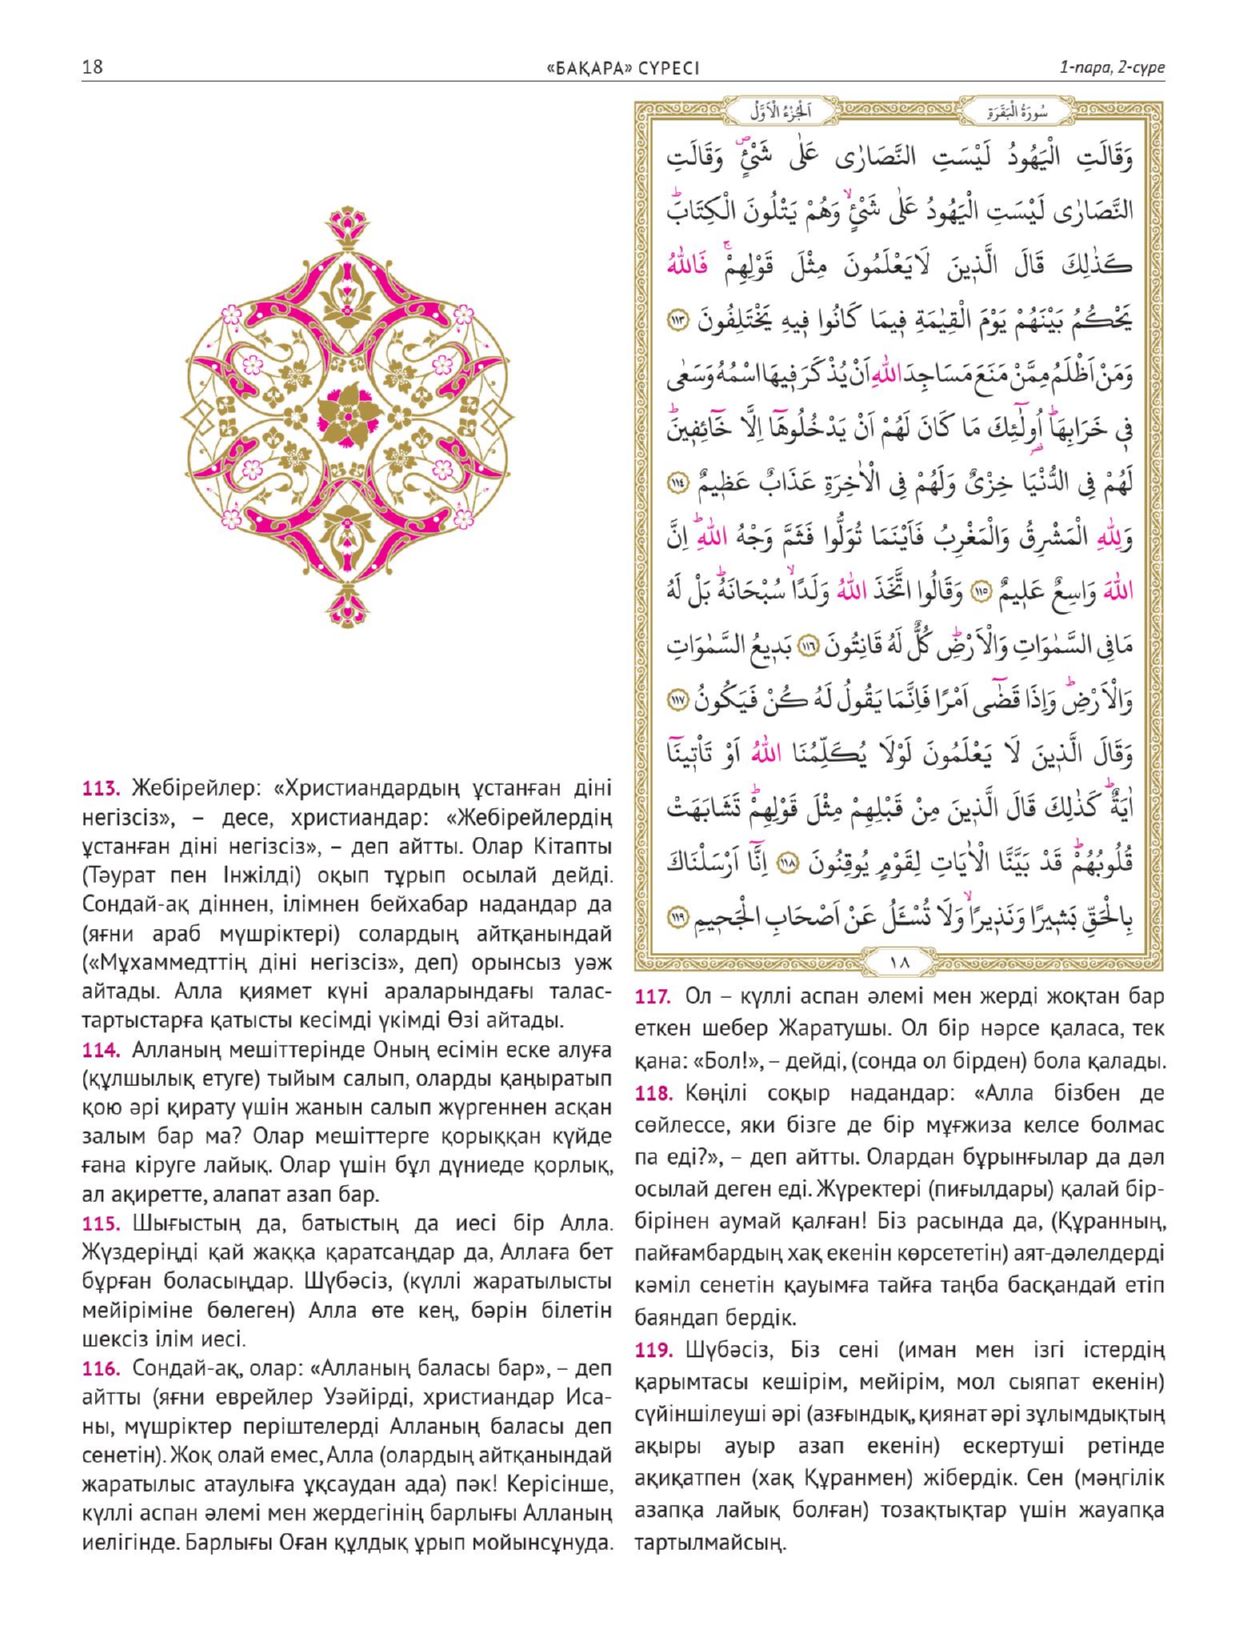 18
«БАҚАРА» СҮРЕСІ
1-пара, 2-сүре
اَلْجُزْءُ الْاَوَّلُ
سُورَةُ الْبَقَرَةِ
وَقَالَتِ الْيَهُودُ لَيْسَتِ النَّصَارٰى عَلٰى شَىْءٍۖ وَقَالَتِ
النَّصَارٰى لَيْسَتِ الْيَهُودُ عَلٰى شَىْءٍۙ وَهُمْ يَتْلُونَ الْكِتَابَۜ
كَذٰلِكَ قَالَ الَّذِينَ لَايَعْلَمُونَ مِثْلَ قَوْلِهِمْۚ فَاللّٰهُ
يَحْكُمُ بَيْنَهُمْ يَوْمَ الْقِيٰمَةِ فِيمَا كَانُوا فِيهِ يَخْتَلِفُونَ ﴿١١٣﴾
وَمَنْ اَظْلَمُ مِمَّنْ مَنَعَ مَسَاجِدَ اللّٰهِ اَنْ يُذْكَرَ فِيهَا اسْمُهُ وَسَعٰى
فِى خَرَابِهَاۜ اُولٰٓئِكَ مَا كَانَ لَهُمْ اَنْ يَدْخُلُوهَٓا اِلَّا خَٓائِفِينَۜ
لَهُمْ فِى الدُّنْيَا خِزْىٌ وَلَهُمْ فِى الْاٰخِرَةِ عَذَابٌ عَظِيمٌ ﴿١١٤﴾
وَلِلّٰهِ الْمَشْرِقُ وَالْمَغْرِبُ فَاَيْنَمَا تُوَلُّوا فَثَمَّ وَجْهُ اللّٰهِۜ اِنَّ
اللّٰهَ وَاسِعٌ عَلِيمٌ ﴿١١٥﴾ وَقَالُوا اتَّخَذَ اللّٰهُ وَلَدًاۙ سُبْحَانَهُۜ بَلْ لَهُ
مَافِى السَّمٰوَاتِ وَالْاَرْضِۜ كُلٌّ لَهُ قَانِتُونَ ﴿١١٦﴾ بَدِيعُ السَّمٰوَاتِ
وَالْاَرْضِۜ وَاِذَا قَضٰٓى اَمْرًا فَاِنَّمَا يَقُولُ لَهُ كُنْ فَيَكُونُ ﴿١١٧﴾
وَقَالَ الَّذِينَ لَا يَعْلَمُونَ لَوْلَا يُكَلِّمُنَا اللّٰهُ اَوْ تَأْتِينَٓا
اٰيَةٌۜ كَذٰلِكَ قَالَ الَّذِينَ مِنْ قَبْلِهِمْ مِثْلَ قَوْلِهِمْۜ تَشَابَهَتْ
قُلُوبُهُمْۜ قَدْ بَيَّنَّا الْاٰيَاتِ لِقَوْمٍ يُوقِنُونَ ﴿١١٨﴾ اِنَّٓا اَرْسَلْنَاكَ
بِالْحَقِّ بَشِيرًا وَنَذِيرًاۙ وَلَا تُسْـَٔلُ عَنْ اَصْحَابِ الْجَحِيمِ ﴿١١٩﴾
١٨
113. Жебірейлер: «Христиандардың ұстанған діні
негізсіз», – десе, христиандар: «Жебірейлердің
ұстанған діні негізсіз», – деп айтты. Олар Кітапты
(Тәурат пен Інжілді) оқып тұрып осылай дейді.
Сондай-ақ діннен, ілімнен бейхабар надандар да
(яғни араб мүшріктері) солардың айтқанындай
(«Мұхаммедттің діні негізсіз», деп) орынсыз уәж
айтады. Алла қиямет күні араларындағы талас-
тартыстарға қатысты кесімді үкімді Өзі айтады.
114. Алланың мешіттерінде Оның есімін еске алуға
(құлшылық етуге) тыйым салып, оларды қаңыратып
қою әрі қирату үшін жанын салып жүргеннен асқан
залым бар ма? Олар мешіттерге қорыққан күйде
ғана кіруге лайық. Олар үшін бұл дүниеде қорлық,
ал ақиретте, алапат азап бар.
115. Шығыстың да, батыстың да иесі бір Алла.
Жүздеріңді қай жаққа қаратсаңдар да, Аллаға бет
бұрған боласыңдар. Шүбәсіз, (күллі жаратылысты
мейіріміне бөлеген) Алла өте кең, бәрін білетін
шексіз ілім иесі.
116. Сондай-ақ, олар: «Алланың баласы бар», – деп
айтты (яғни еврейлер Узәйірді, христиандар Иса-
ны, мүшріктер періштелерді Алланың баласы деп
сенетін). Жоқ олай емес, Алла (олардың айтқанындай
жаратылыс атаулыға ұқсаудан ада) пәк! Керісінше,
күллі аспан әлемі мен жердегінің барлығы Алланың
иелігінде. Барлығы Оған құлдық ұрып мойынсұнуда.
117. Ол – күллі аспан әлемі мен жерді жоқтан бар
еткен шебер Жаратушы. Ол бір нәрсе қаласа, тек
қана: «Бол!», – дейді, (сонда ол бірден) бола қалады.
118. Көңілі соқыр надандар: «Алла бізбен де
сөйлессе, яки бізге де бір мұғжиза келсе болмас
па еді?», – деп айтты. Олардан бұрынғылар да дәл
осылай деген еді. Жүректері (пиғылдары) қалай бір-
бірінен аумай қалған! Біз расында да, (Құранның,
пайғамбардың хақ екенін көрсететін) аят-дәлелдерді
кәміл сенетін қауымға тайға таңба басқандай етіп
баяндап бердік.
119. Шүбәсіз, Біз сені (иман мен ізгі істердің
қарымтасы кешірім, мейірім, мол сыяпат екенін)
сүйіншілеуші әрі (азғындық, қиянат әрі зұлымдықтың
ақыры ауыр азап екенін) ескертуші ретінде
ақиқатпен (хақ Құранмен) жібердік. Сен (мәңгілік
азапқа лайық болған) тозақтықтар үшін жауапқа
тартылмайсың.